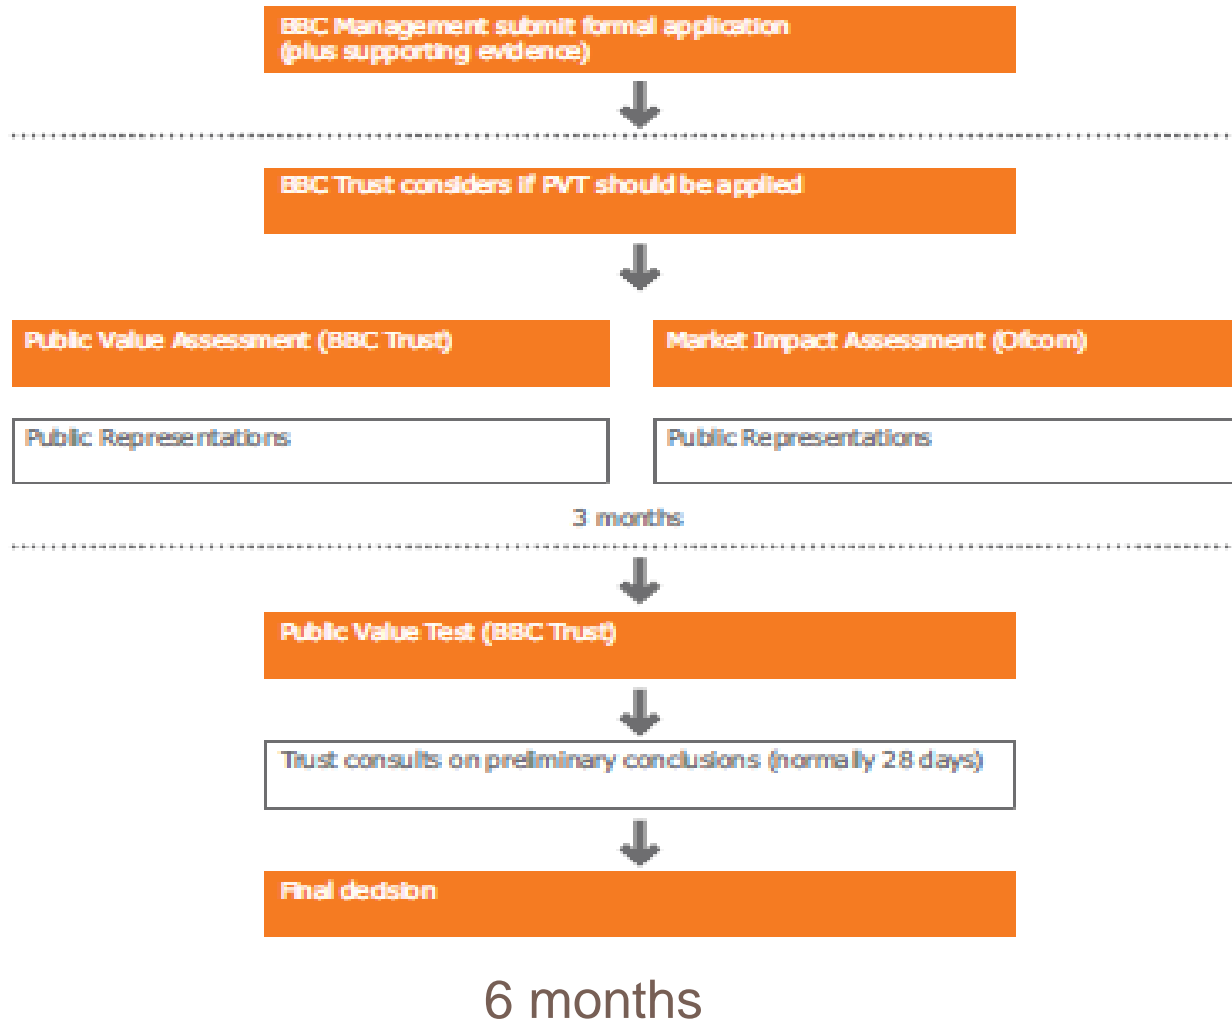 BBC Management submit formal application
(plus supporting evidence)
BBC Trust considers if PVT should be applied
Public Value Assessment (BBC Trust)
Market Impact Assessment (Ofcom)
Public Representations
Public Representations
3 months
Public Value Test (BBC Trust)
Trust consults on preliminary conclusions (normally 28 days)
Final decision
6 months